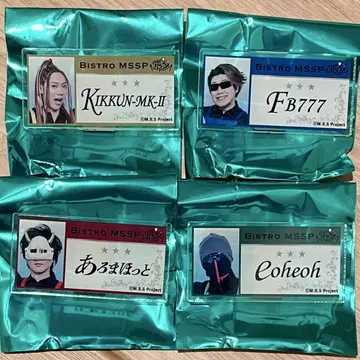 BISTRO MSSP
KIKKUN-MK-II
©M.S.S Project
BISTRO MSSP
FB777
©M.S.S Project
BISTRO MSSP
あろまほっと
©M.S.S Project
BISTRO MSSP
Eoheoh
©M.S.S Project